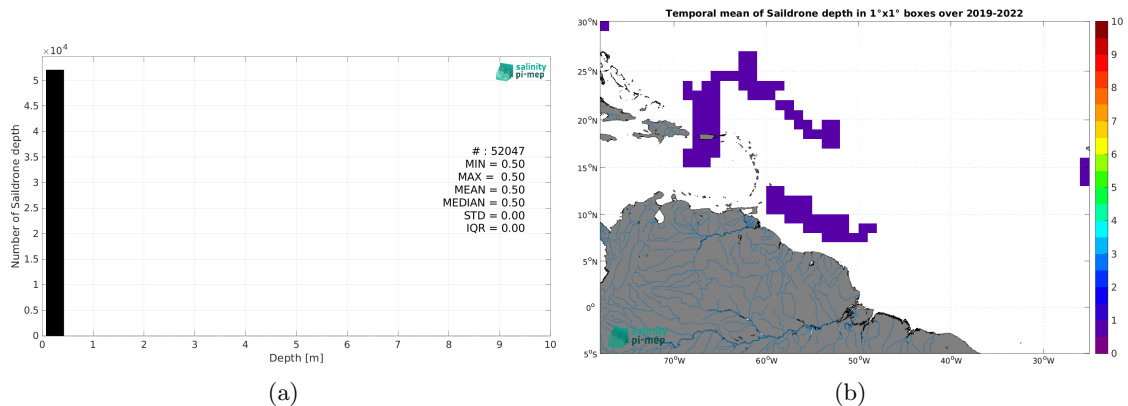 ×10⁴
5
4.5
4
3.5
3
2.5
2
1.5
1
0.5
0
Number of Saildrone depth
salinity
pi-mep
# : 52047
MIN = 0.50
MAX = 0.50
MEAN = 0.50
MEDIAN = 0.50
STD = 0.00
IQR = 0.00
0 1 2 3 4 5 6 7 8 9 10
Depth [m]
(a)
Temporal mean of Saildrone depth in 1°x1° boxes over 2019-2022
30°N
25°N
20°N
15°N
10°N
5°N
0°
5°S
salinity
pi-mep
70°W 60°W 50°W 40°W 30°W
10
9
8
7
6
5
4
3
2
1
0
(b)